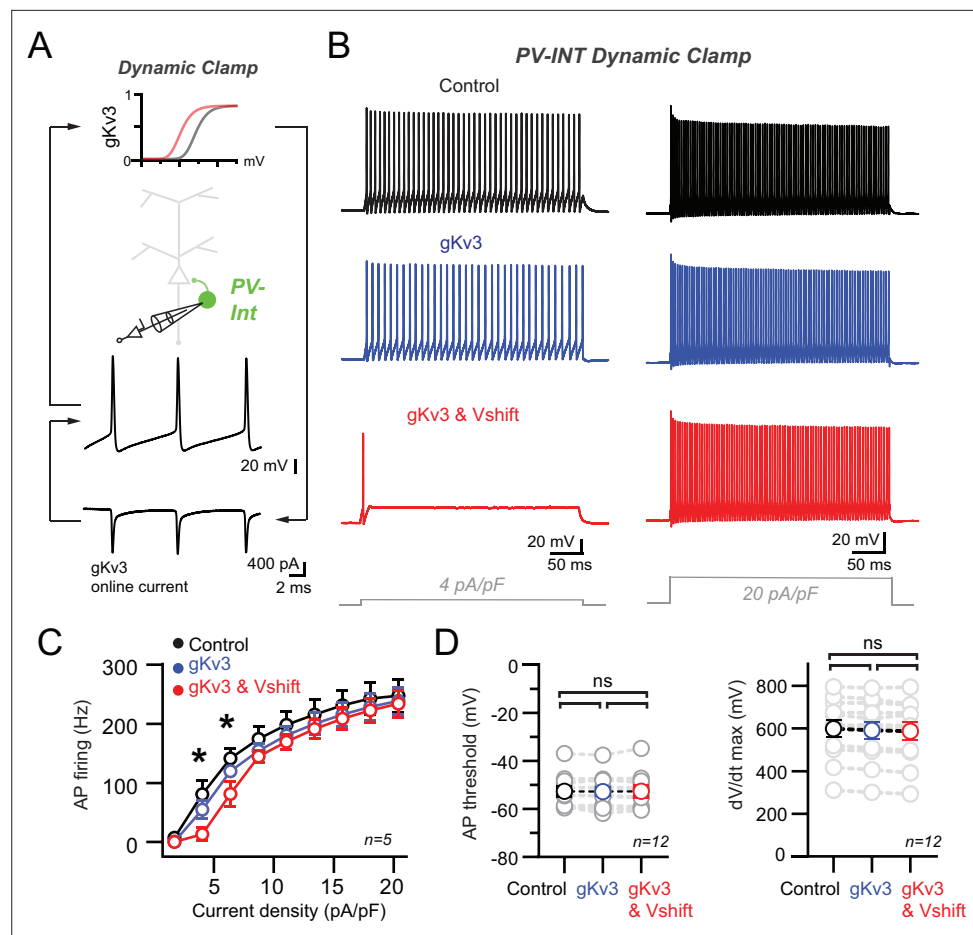 A
Dynamic Clamp
gKv3
1
0
mV
PV-
Int
20 mV
gKv3
online current
400 pA
2 ms
B
PV-INT Dynamic Clamp
Control
gKv3
gKv3 & Vshift
20 mV
50 ms
20 mV
50 ms
4 pA/pF
20 pA/pF
C
Control
gKv3
gKv3 & Vshift
AP firing (Hz)
300
200
100
0
*
*
n=5
5
10
15
20
Current density (pA/pF)
D
AP threshold (mV)
0
-20
-40
-60
-80
ns
n=12
Control
gKv3
gKv3
& Vshift
dV/dt max (mV)
800
600
400
200
0
ns
n=12
Control
gKv3
gKv3
& Vshift